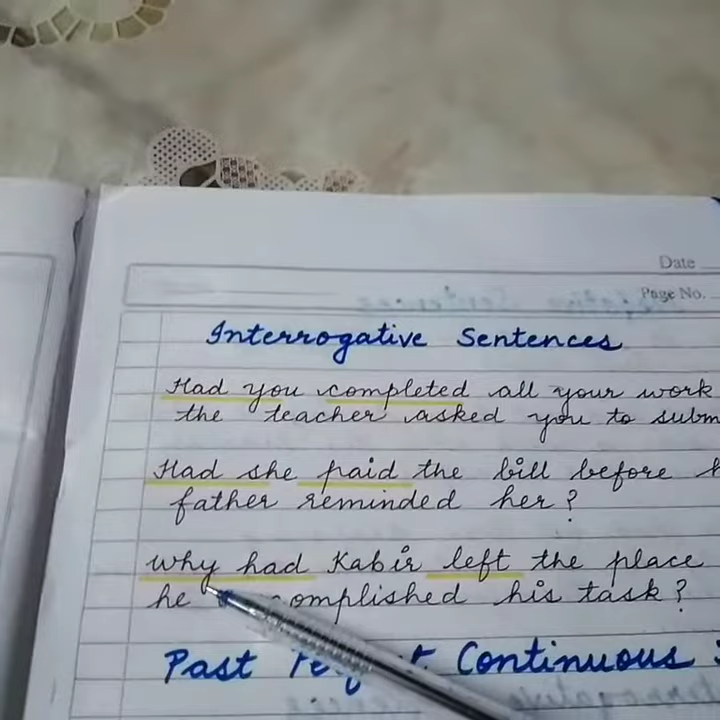 Date
Page No.
Interrogative Sentences
Had you completed all your work
the teacher asked you to subm
Had she paid the bill before h
father reminded her?
Why had Kabir left the place
he omplished his task?
Past Continuous